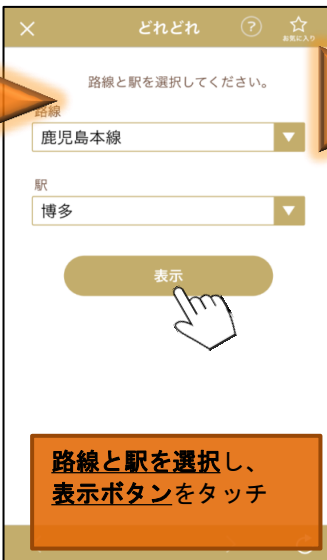 どれどれ
?
お気に入り
路線と駅を選択してください。
路線
鹿児島本線
駅
博多
表示
路線と駅を選択し、
表示ボタンをタッチ